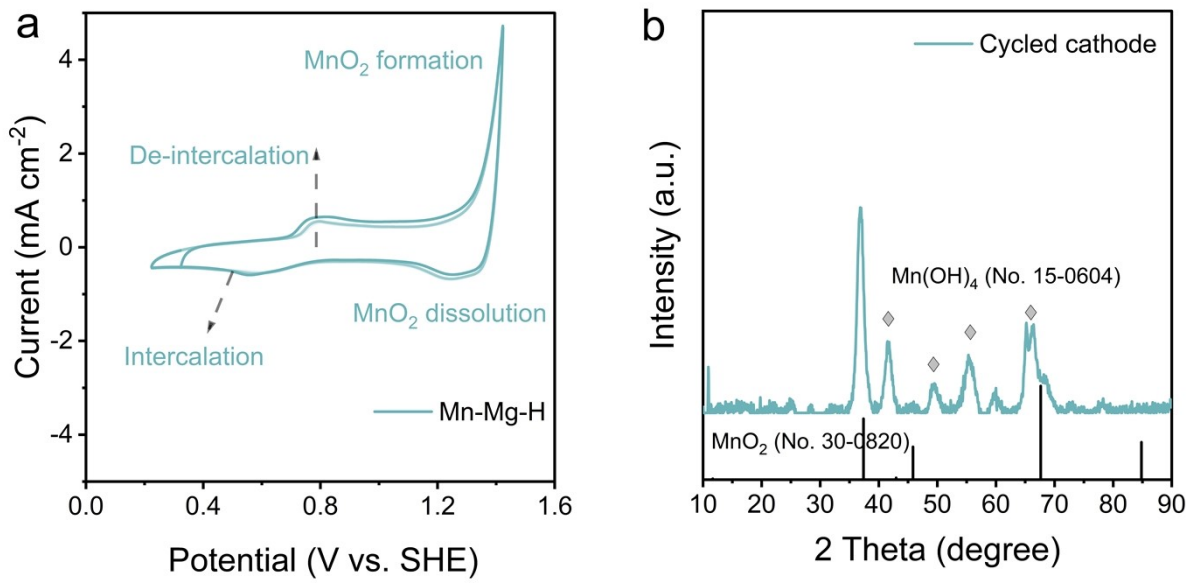 a
MnO₂ formation
De-intercalation
MnO₂ dissolution
Intercalation
Mn-Mg-H
4
2
0
-2
-4
0.0 0.4 0.8 1.2 1.6
Current (mA cm⁻²)
Potential (V vs. SHE)
b
Cycled cathode
Mn(OH)₄ (No. 15-0604)
MnO₂ (No. 30-0820)
10 20 30 40 50 60 70 80 90
Intensity (a.u.)
2 Theta (degree)